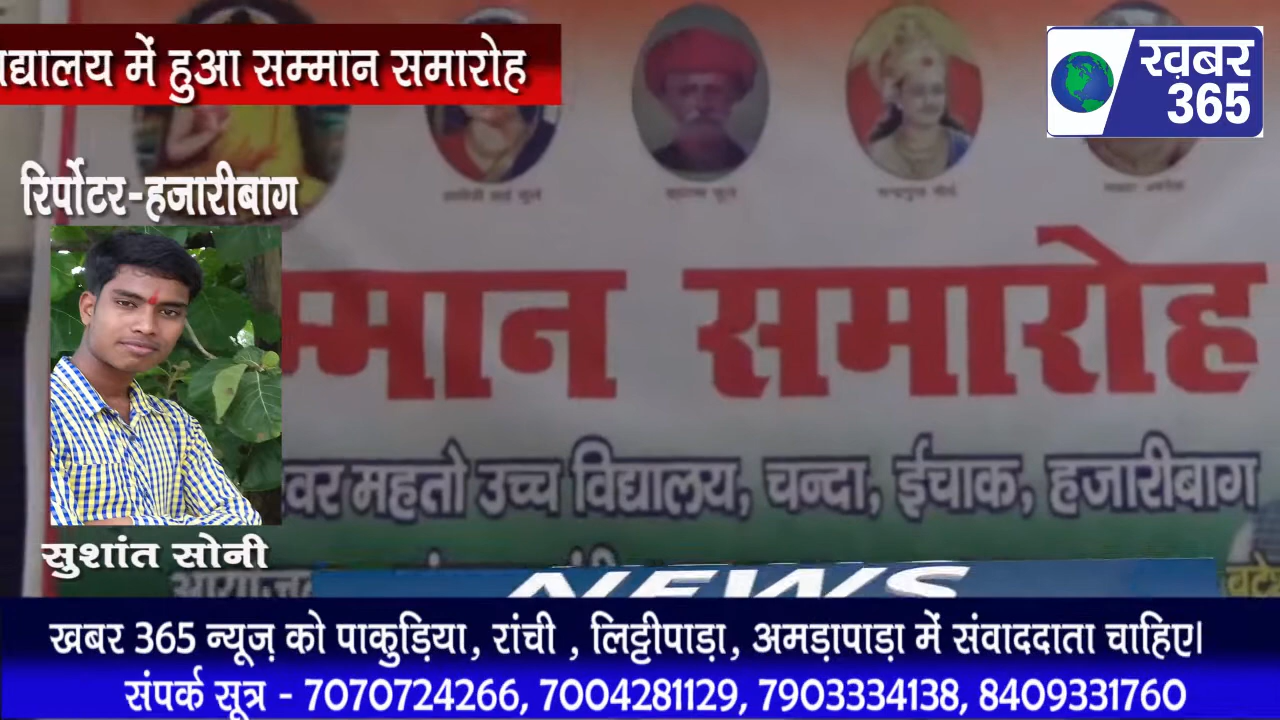 द्यालय में हुआ सम्मान समारोह
ख़बर
365
रिर्पोटर-हजारीबाग
म्मान समारोह
वर महतो उच्च विद्यालय, चन्दा, ईचाक, हजारीबाग
सुशांत सोनी
NEWS
खबर 365 न्यूज़ को पाकुड़िया, रांची , लिट्टीपाड़ा, अमड़ापाड़ा में संवाददाता चाहिए।
संपर्क सूत्र - 7070724266, 7004281129, 7903334138, 8409331760